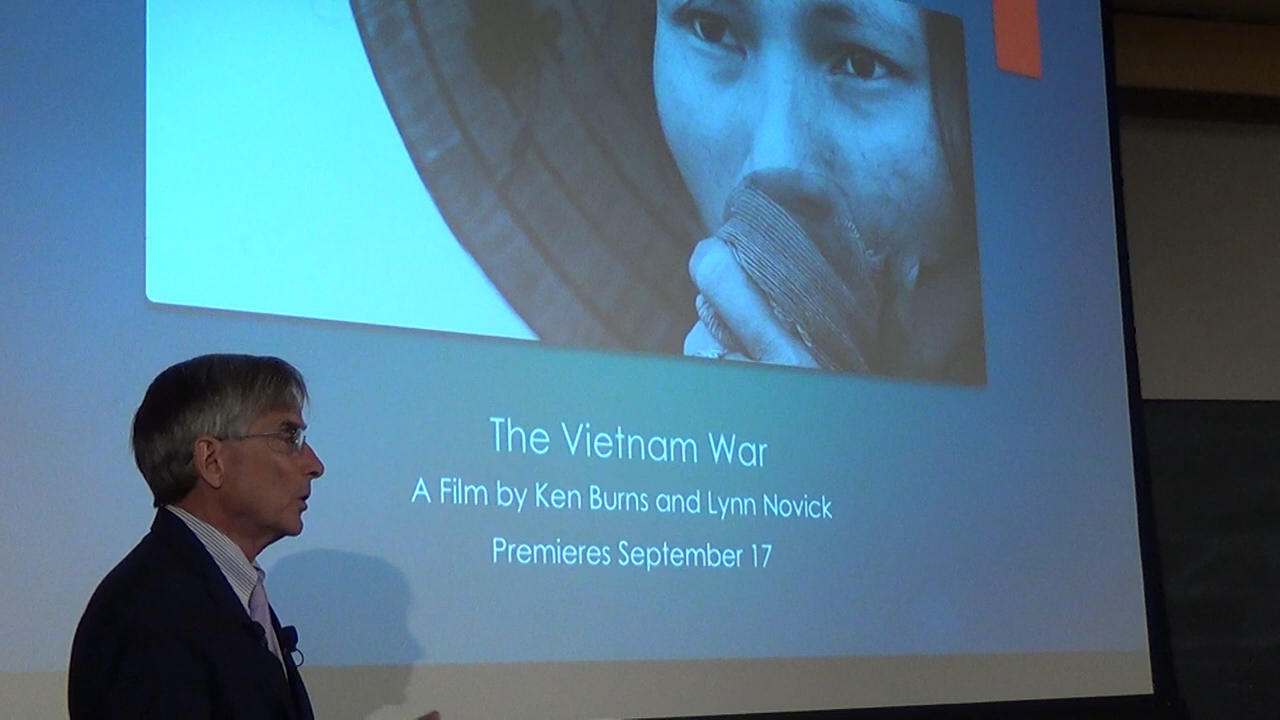 The Vietnam War
A Film by Ken Burns and Lynn Novick
Premieres September 17